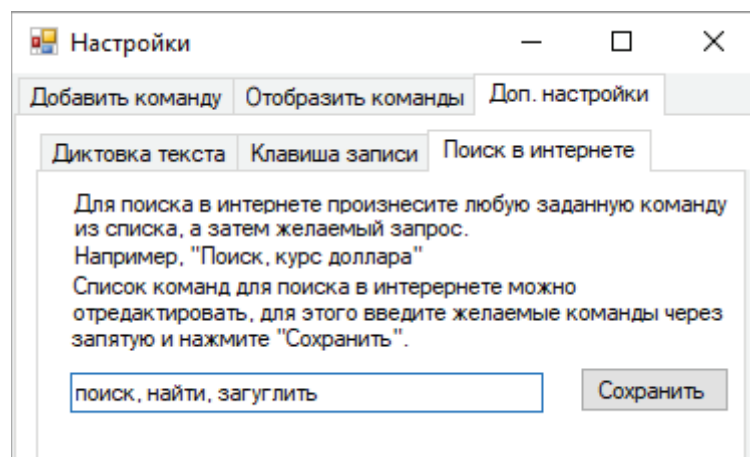 Настройки
Добавить команду Отобразить команды Доп. настройки
Диктовка текста Клавиша записи Поиск в интернете
Для поиска в интернете произнесите любую заданную команду
из списка, а затем желаемый запрос.
Например, "Поиск, курс доллара"
Список команд для поиска в интерернете можно
отредактировать, для этого введите желаемые команды через
запятую и нажмите "Сохранить".
поиск, найти, загуглить Сохранить